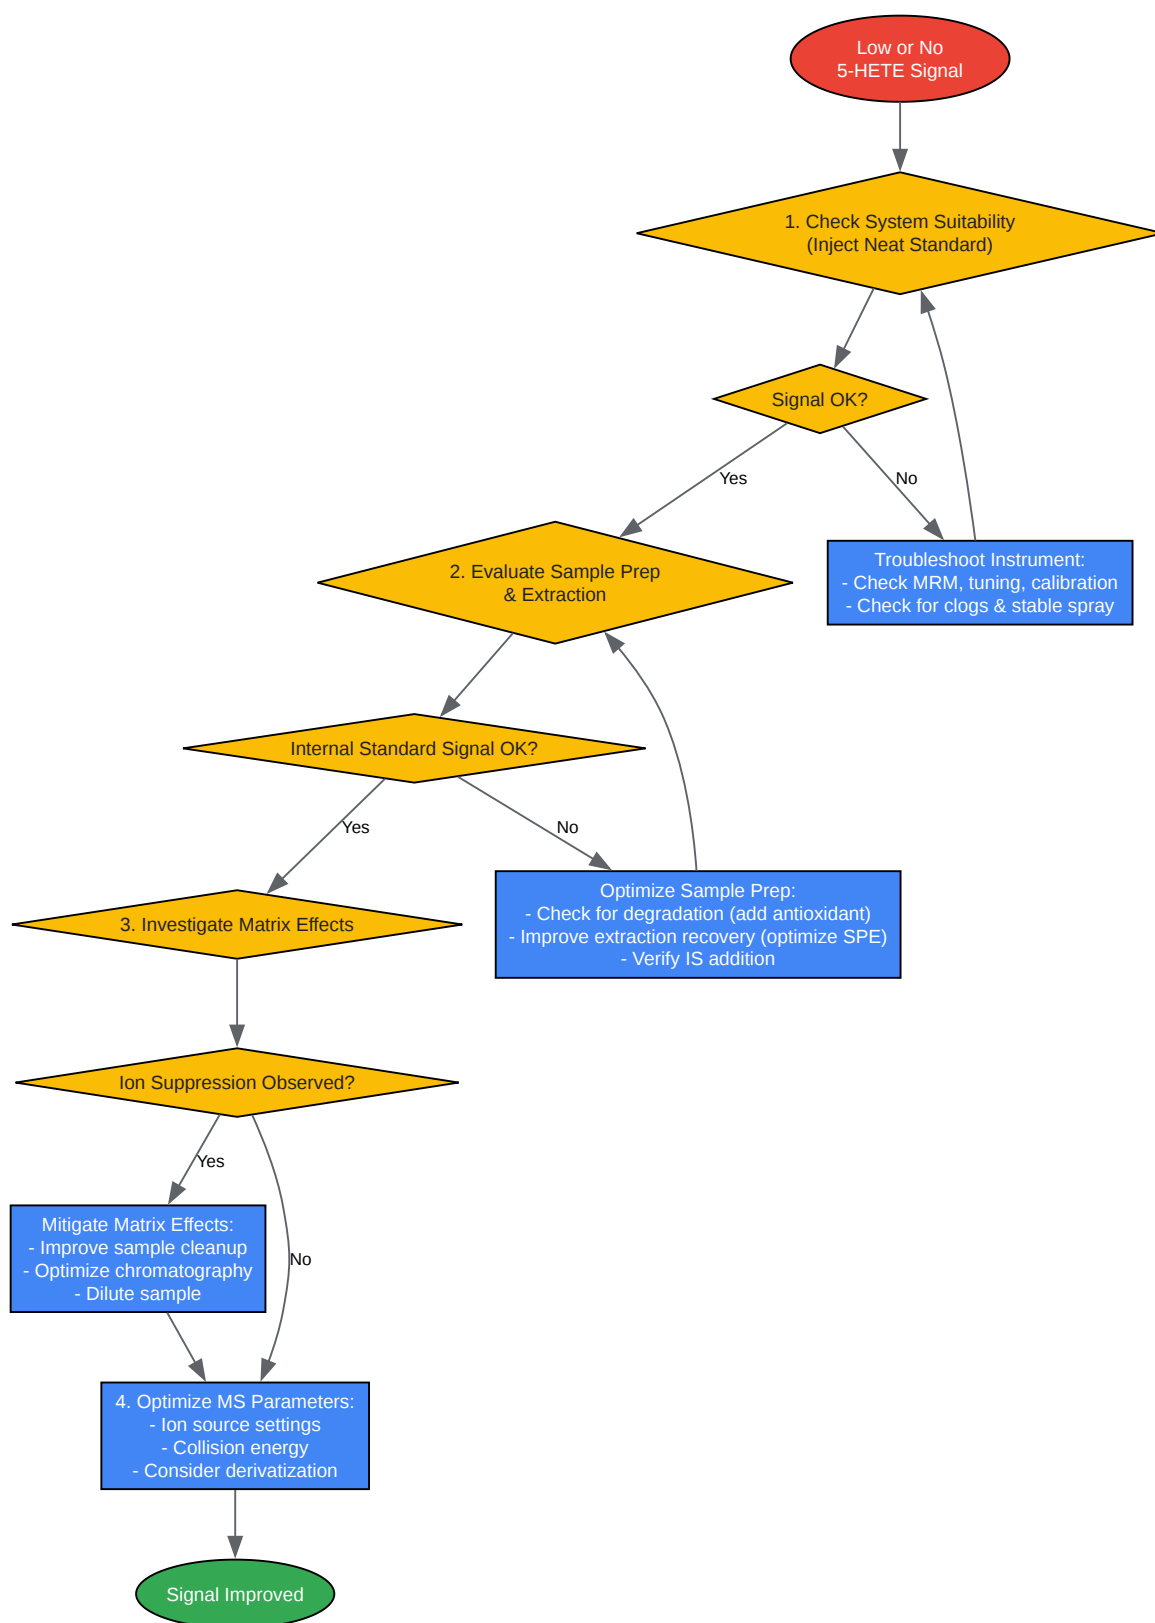 Low or No
5-HETE Signal
1. Check System Suitability
(Inject Neat Standard)
Signal OK?
Yes
No
2. Evaluate Sample Prep
& Extraction
Troubleshoot Instrument:
- Check MRM, tuning, calibration
- Check for clogs & stable spray
Internal Standard Signal OK?
Yes
No
3. Investigate Matrix Effects
Optimize Sample Prep:
- Check for degradation (add antioxidant)
- Improve extraction recovery (optimize SPE)
- Verify IS addition
Ion Suppression Observed?
Yes
No
Mitigate Matrix Effects:
- Improve sample cleanup
- Optimize chromatography
- Dilute sample
4. Optimize MS Parameters:
- Ion source settings
- Collision energy
- Consider derivatization
Signal Improved